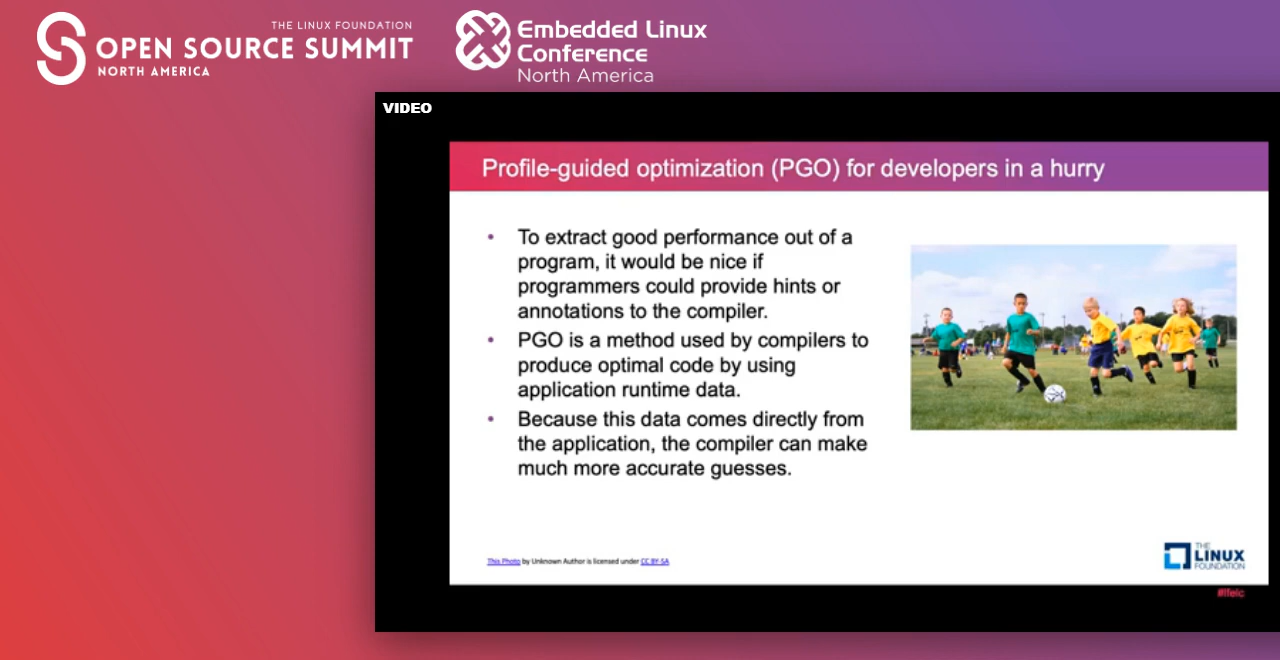 THE LINUX FOUNDATION
OPEN SOURCE SUMMIT
NORTH AMERICA
Embedded Linux
Conference
North America
VIDEO
Profile-guided optimization (PGO) for developers in a hurry
• To extract good performance out of a
program, it would be nice if
programmers could provide hints or
annotations to the compiler.
• PGO is a method used by compilers to
produce optimal code by using
application runtime data.
• Because this data comes directly from
the application, the compiler can make
much more accurate guesses.
This Photo by Unknown Author is licensed under CC BY-SA
THE
LINUX
FOUNDATION
#lfelc